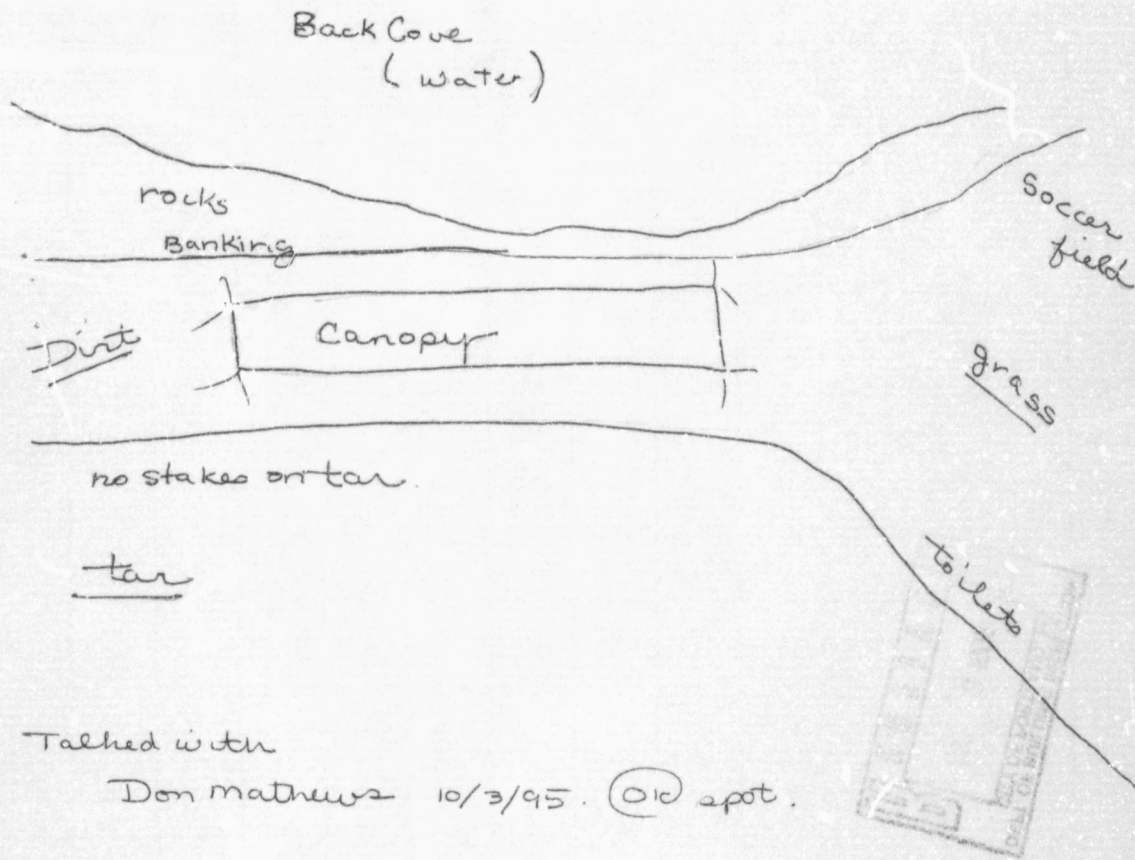 Back Cove
(water)
rocks
Banking
Soccer
field
Dirt
Canopy
grass
no stakes on tar.
tar
toilets
Talked with
Don Mathews 10/3/95. OK spot.